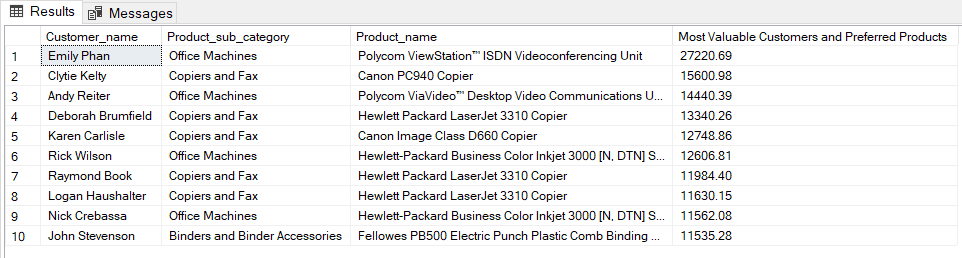 Results Messages
Customer_name Product_sub_category Product_name Most Valuable Customers and Preferred Products
1 Emily Phan Office Machines Polycom ViewStation™ ISDN Videoconferencing Unit 27220.69
2 Clytie Kelty Copiers and Fax Canon PC940 Copier 15600.98
3 Andy Reiter Office Machines Polycom ViaVideo™ Desktop Video Communications U... 14440.39
4 Deborah Brumfield Copiers and Fax Hewlett Packard LaserJet 3310 Copier 13340.26
5 Karen Carlisle Copiers and Fax Canon Image Class D660 Copier 12748.86
6 Rick Wilson Office Machines Hewlett-Packard Business Color Inkjet 3000 [N, DTN] S... 12606.81
7 Raymond Book Copiers and Fax Hewlett Packard LaserJet 3310 Copier 11984.40
8 Logan Haushalter Copiers and Fax Hewlett Packard LaserJet 3310 Copier 11630.15
9 Nick Crebassa Office Machines Hewlett-Packard Business Color Inkjet 3000 [N, DTN] S... 11562.08
10 John Stevenson Binders and Binder Accessories Fellowes PB500 Electric Punch Plastic Comb Binding ... 11535.28